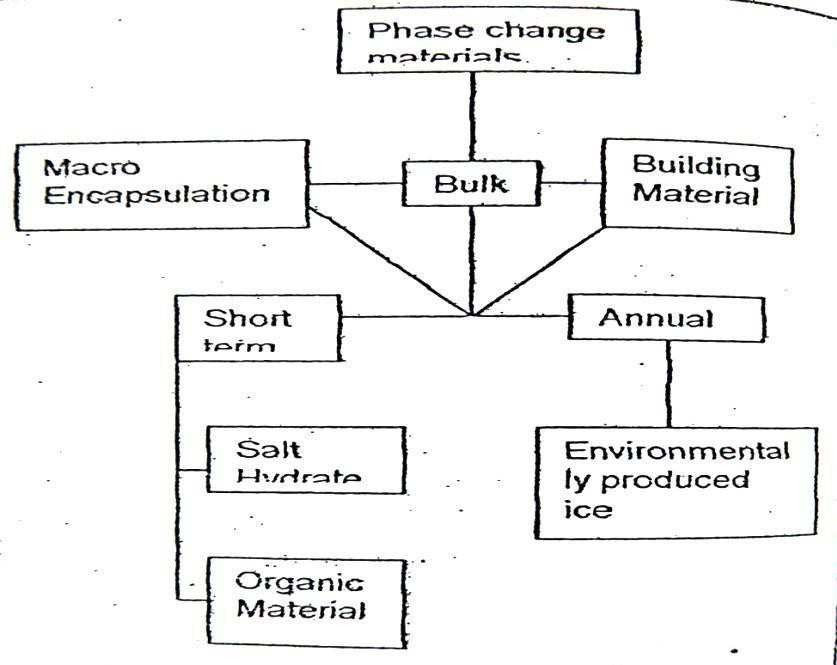 Phase change
materials
Macro
Encapsulation
Bulk
Building
Material
Short
term
Annual
Salt
Hydrate
Environmental
ly produced
ice
Organic
Material